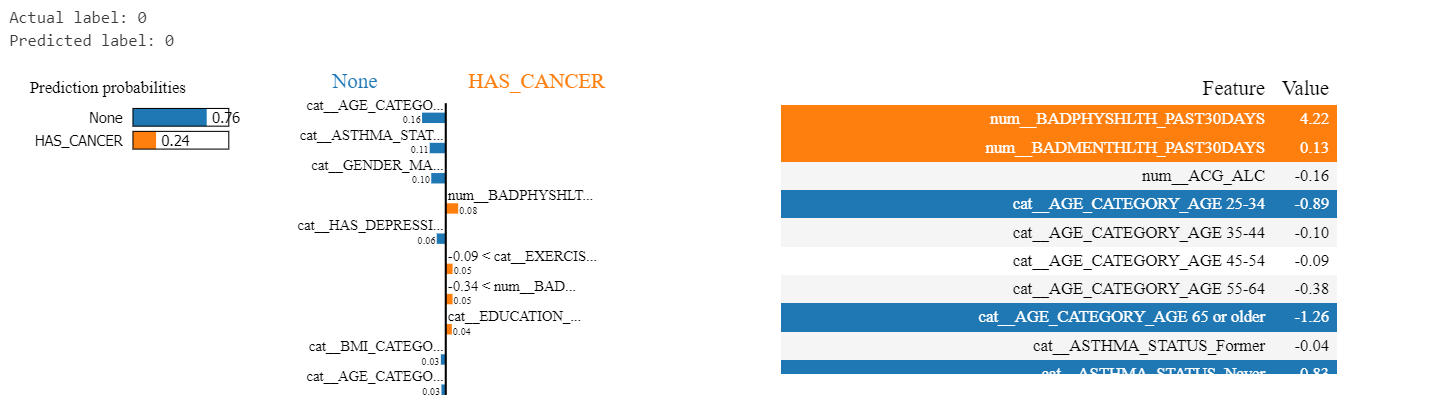 Actual label: 0
Predicted label: 0
Prediction probabilities
None 0.76
HAS_CANCER 0.24
None HAS_CANCER
cat__AGE_CATEGO...
0.16
cat__ASTHMA_STAT...
0.11
cat__GENDER_MA...
0.10
num__BADPHYSHLT...
0.08
cat__HAS_DEPRESSI...
0.06
-0.09 < cat__EXERCIS...
0.05
-0.34 < num__BAD...
0.05
cat__EDUCATION_...
0.04
cat__BMI_CATEGO...
0.03
cat__AGE_CATEGO...
0.03
Feature Value
num__BADPHYSHLTH_PAST30DAYS 4.22
num__BADMENTHLTH_PAST30DAYS 0.13
num__ACG_ALC -0.16
cat__AGE_CATEGORY_AGE 25-34 -0.89
cat__AGE_CATEGORY_AGE 35-44 -0.10
cat__AGE_CATEGORY_AGE 45-54 -0.09
cat__AGE_CATEGORY_AGE 55-64 -0.38
cat__AGE_CATEGORY_AGE 65 or older -1.26
cat__ASTHMA_STATUS_Former -0.04
cat__ASTHMA_STATUS_Never 0.83